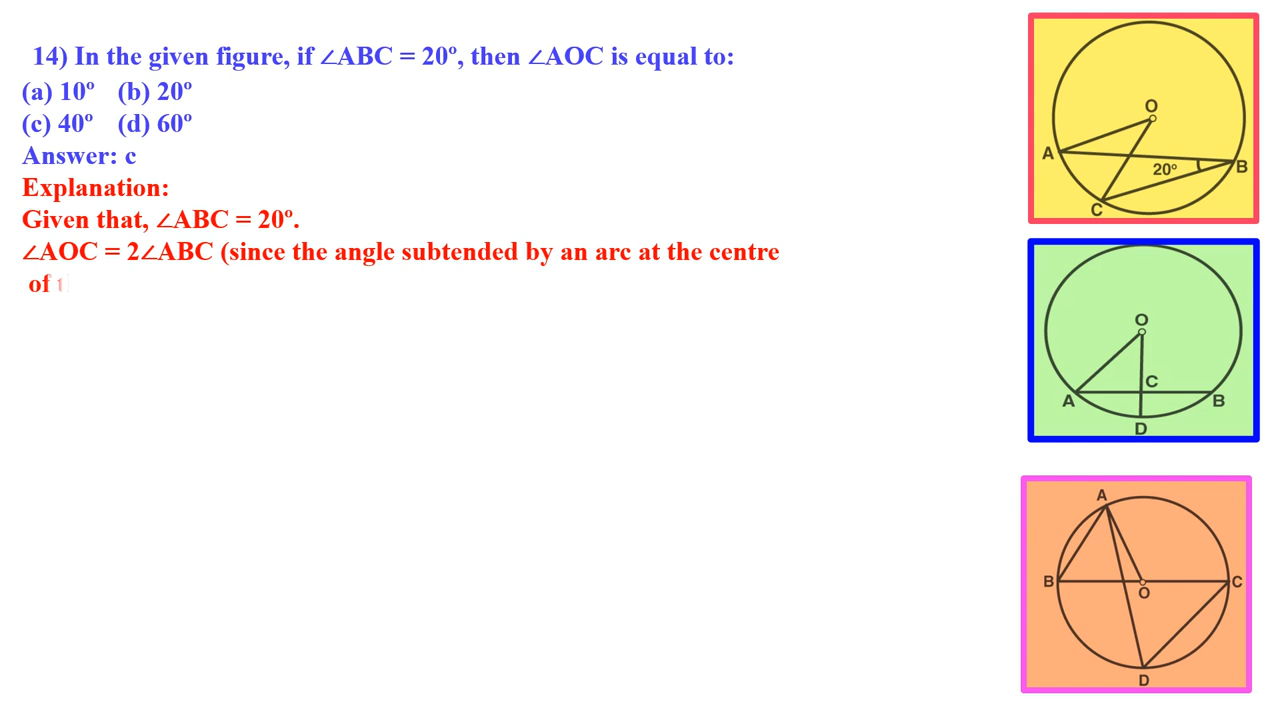 14) In the given figure, if ∠ABC = 20º, then ∠AOC is equal to:
(a) 10º (b) 20º
(c) 40º (d) 60º
Answer: c
Explanation:
Given that, ∠ABC = 20º.
∠AOC = 2∠ABC (since the angle subtended by an arc at the centre
of
O
A
B
20º
C
O
C
A
B
D
A
B
C
O
D